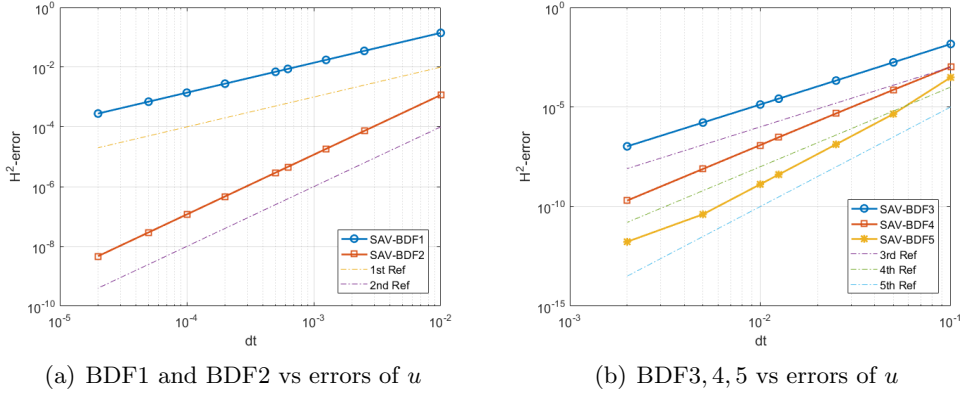 10^0
10^-2
10^-4
10^-6
10^-8
10^-10
H^2-error
10^-5
10^-4
10^-3
10^-2
dt
SAV-BDF1
SAV-BDF2
1st Ref
2nd Ref
(a) BDF1 and BDF2 vs errors of u
10^0
10^-5
10^-10
10^-15
H^2-error
10^-3
10^-2
10^-1
dt
SAV-BDF3
SAV-BDF4
SAV-BDF5
3rd Ref
4th Ref
5th Ref
(b) BDF3, 4, 5 vs errors of u